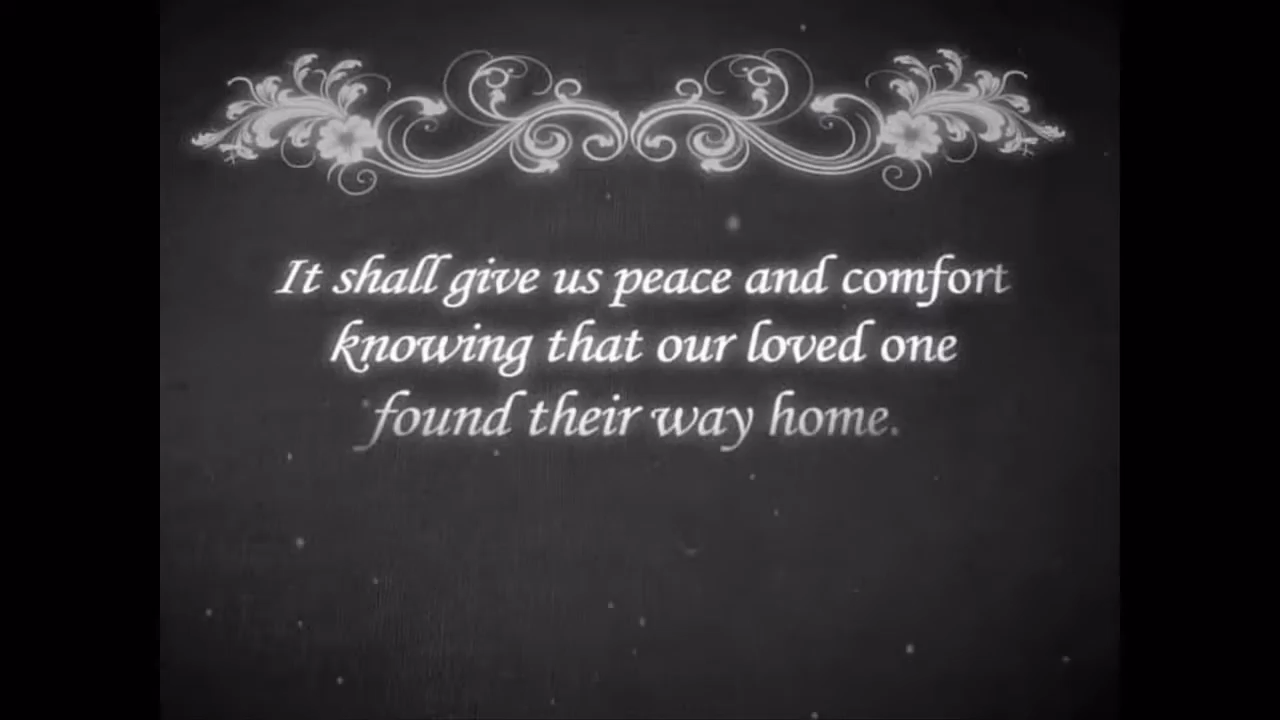 It shall give us peace and comfort
knowing that our loved one
found their way home.